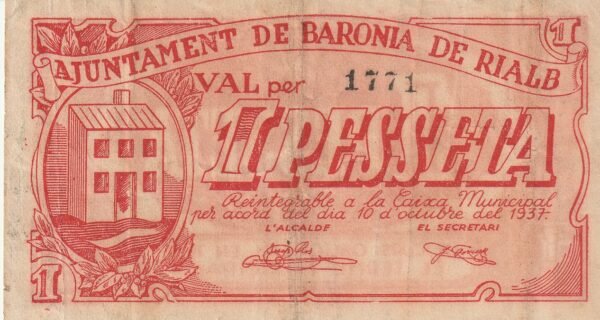 1
AJUNTAMENT DE BARONIA DE RIALB
VAL per 1771
1 PESSETA
Reintegrable a la Caixa Municipal
per acord del dia 10 d'octubre del 1937.
L'ALCALDE EL SECRETARI
1